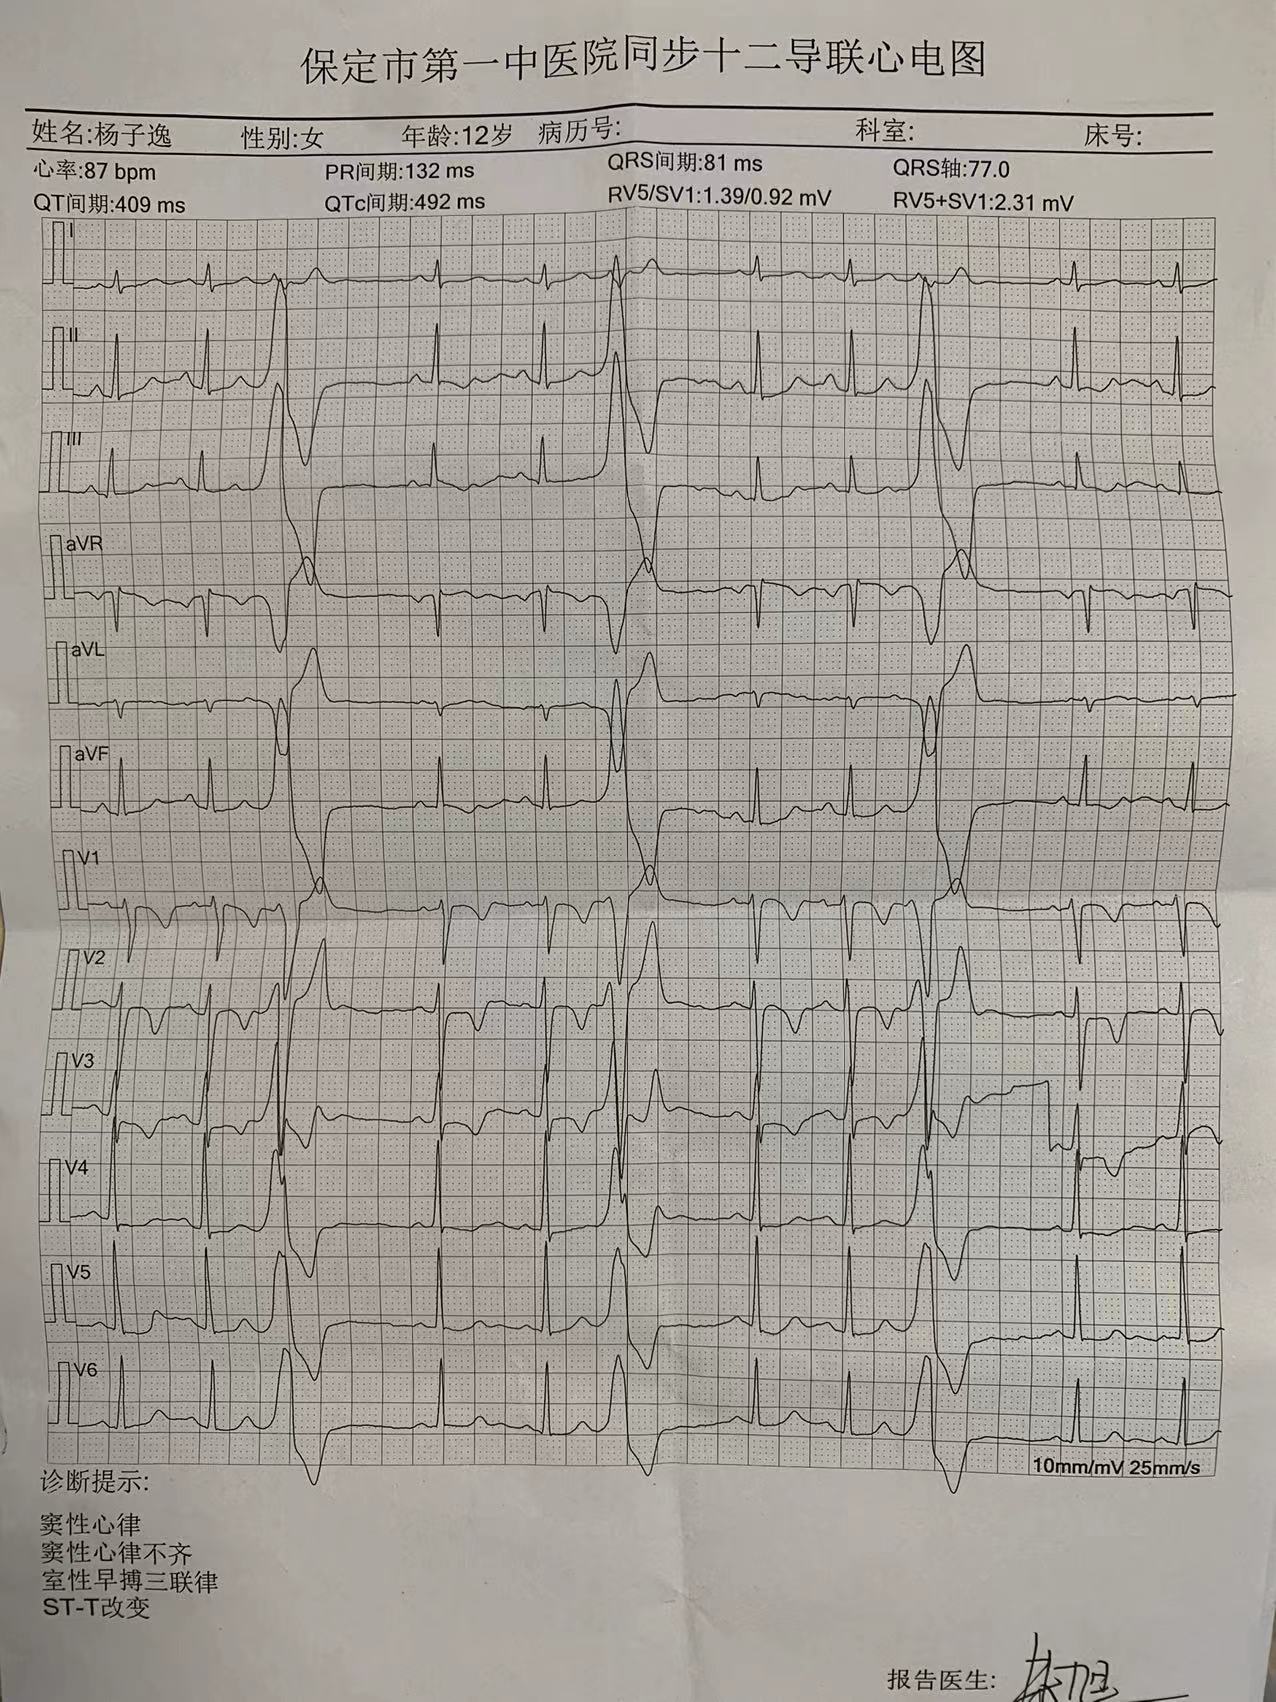 保定市第一中医院同步十二导联心电图
姓名:杨子逸 性别:女 年龄:12岁 病历号: 科室: 床号:
心率:87 bpm PR间期:132 ms QRS间期:81 ms QRS轴:77.0
QT间期:409 ms QTc间期:492 ms RV5/SV1:1.39/0.92 mV RV5+SV1:2.31 mV
I
II
III
aVR
aVL
aVF
V1
V2
V3
V4
V5
V6
10mm/mV 25mm/s
诊断提示:
窦性心律
窦性心律不齐
室性早搏三联律
ST-T改变
报告医生: